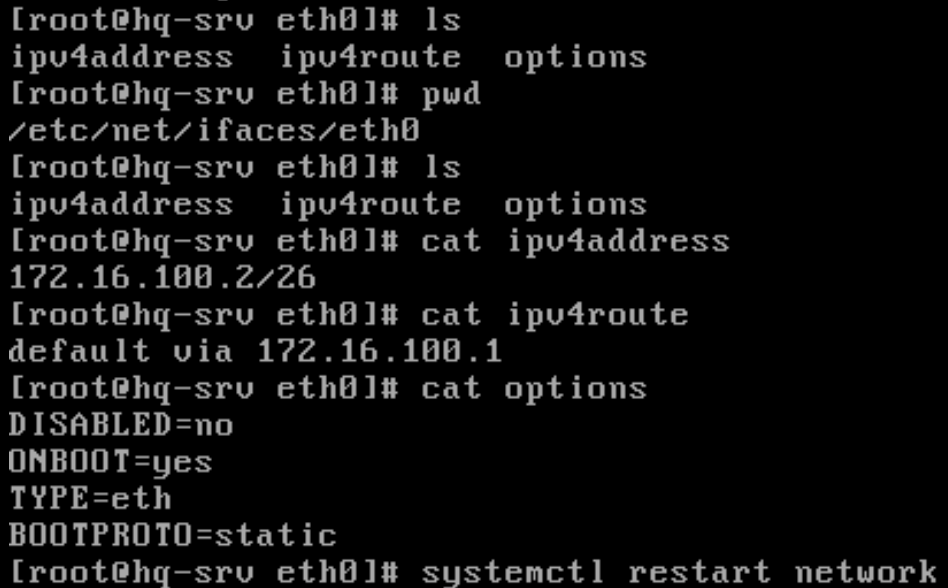 [root@hq-srv eth0]# ls
ipv4address  ipv4route  options
[root@hq-srv eth0]# pwd
/etc/net/ifaces/eth0
[root@hq-srv eth0]# ls
ipv4address  ipv4route  options
[root@hq-srv eth0]# cat ipv4address
172.16.100.2/26
[root@hq-srv eth0]# cat ipv4route
default via 172.16.100.1
[root@hq-srv eth0]# cat options
DISABLED=no
ONBOOT=yes
TYPE=eth
BOOTPROTO=static
[root@hq-srv eth0]# systemctl restart network